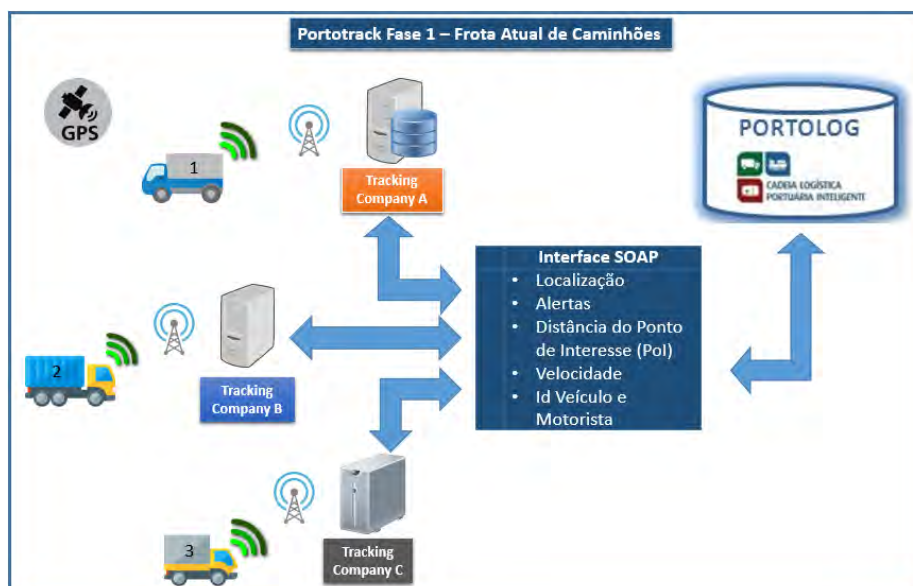 Portotrack Fase 1 – Frota Atual de Caminhões
GPS
1
Tracking
Company A
PORTOLOG
CADEIA LOGÍSTICA
PORTUÁRIA INTELIGENTE
Interface SOAP
• Localização
• Alertas
• Distância do Ponto
de Interesse (PoI)
• Velocidade
• Id Veículo e
Motorista
2
Tracking
Company B
3
Tracking
Company C